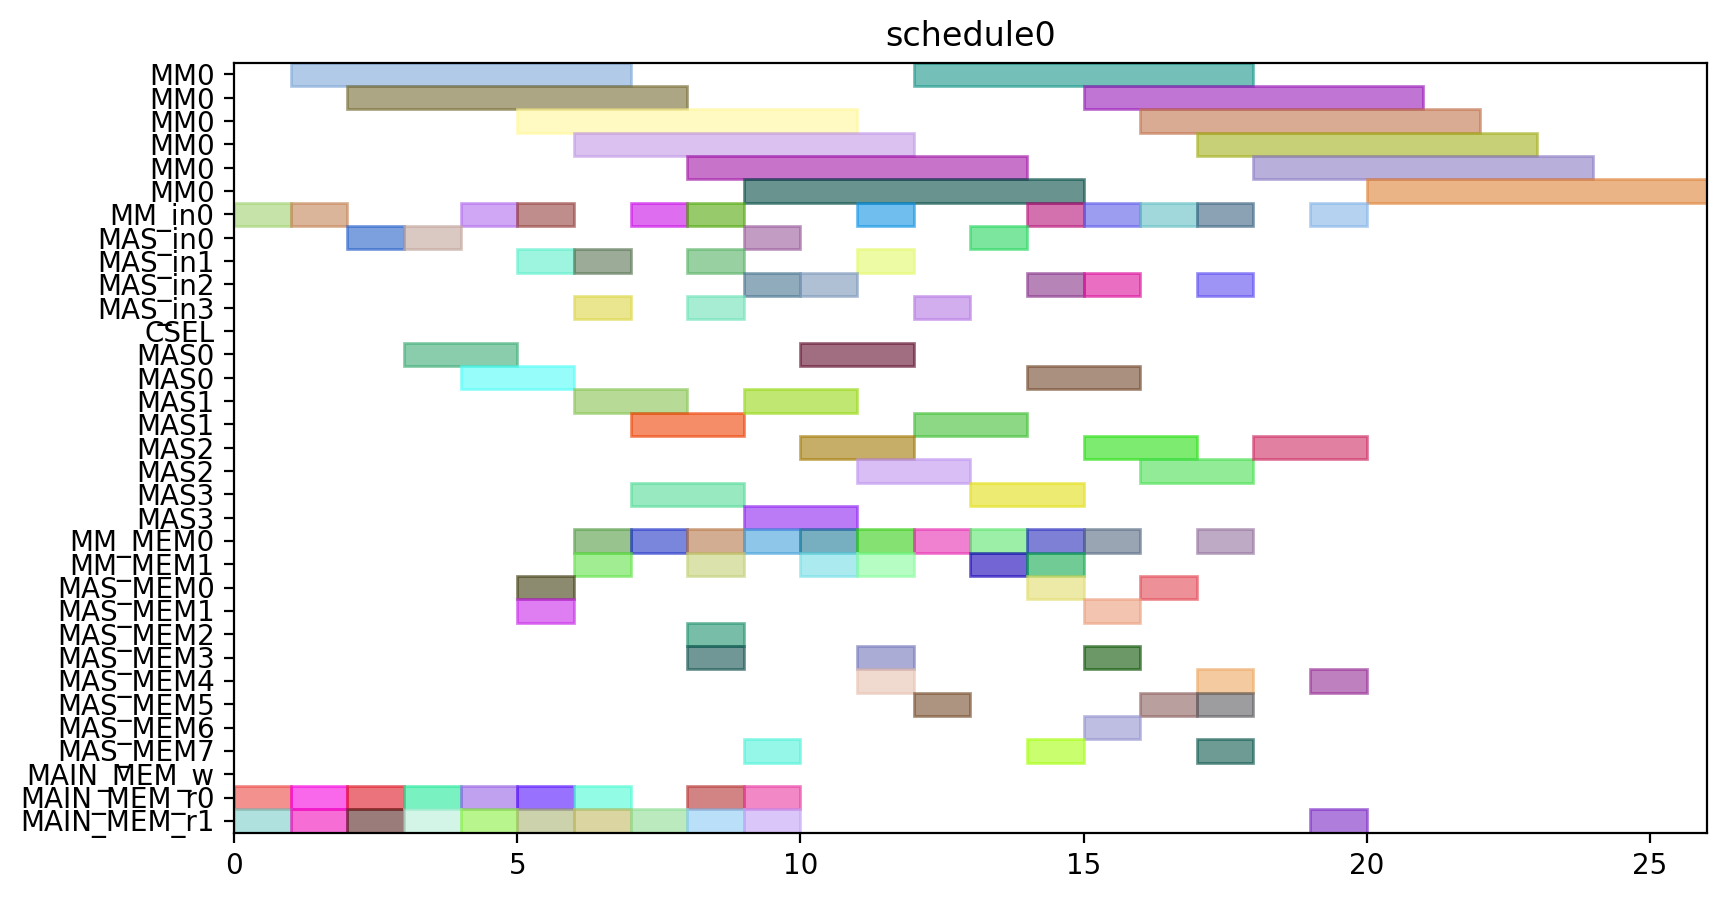 schedule0
MM0
MM0
MM0
MM0
MM0
MM0
MM_in0
MAS_in0
MAS_in1
MAS_in2
MAS_in3
CSEL
MAS0
MAS0
MAS1
MAS1
MAS2
MAS2
MAS3
MAS3
MM_MEM0
MM_MEM1
MAS_MEM0
MAS_MEM1
MAS_MEM2
MAS_MEM3
MAS_MEM4
MAS_MEM5
MAS_MEM6
MAS_MEM7
MAIN_MEM_w
MAIN_MEM_r0
MAIN_MEM_r1
0 5 10 15 20 25